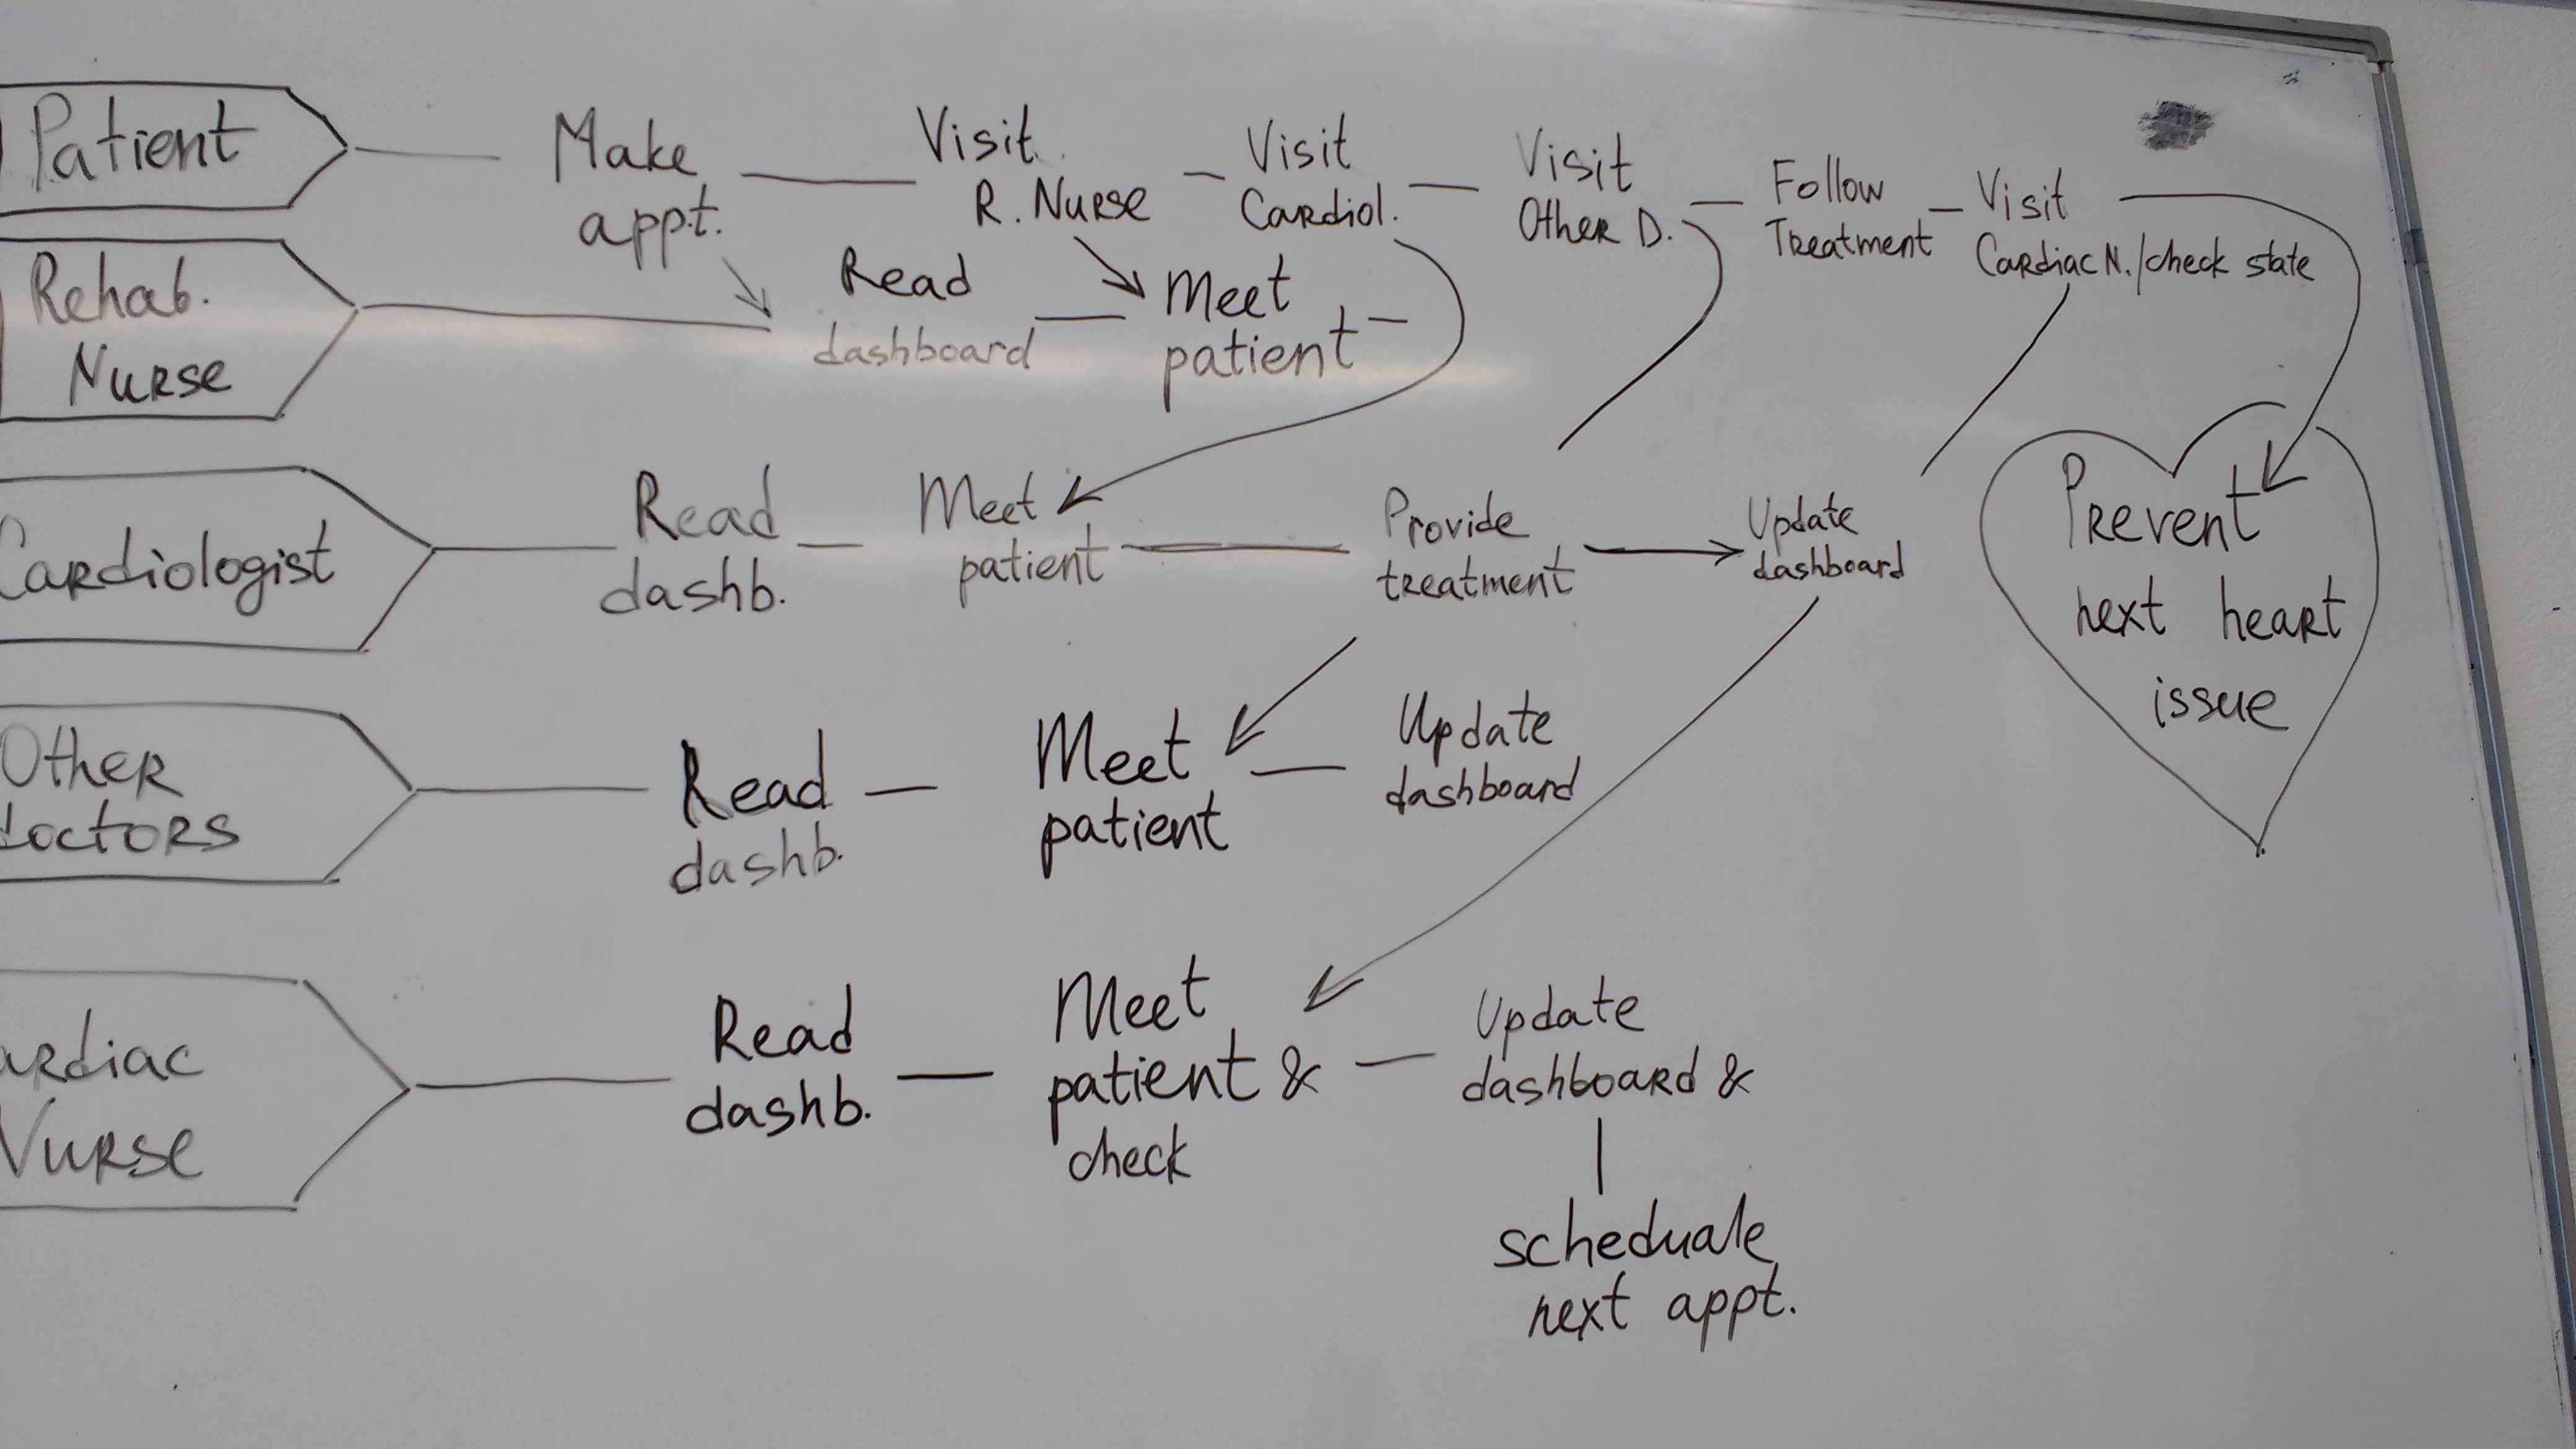 Patient
Make
appt.
Visit
R. Nurse
Visit
Cardiol.
Visit
Other D.
Follow
Treatment
Visit
Cardiac N./check state
Rehab.
Nurse
Read
dashboard
Meet
patient
Cardiologist
Read
dashb.
Meet
patient
Provide
treatment
Update
dashboard
Prevent
next heart
issue
Other
doctors
Read
dashb.
Meet
patient
Update
dashboard
ardiac
Nurse
Read
dashb.
Meet
patient &
check
Update
dashboard &
scheduale
next appt.